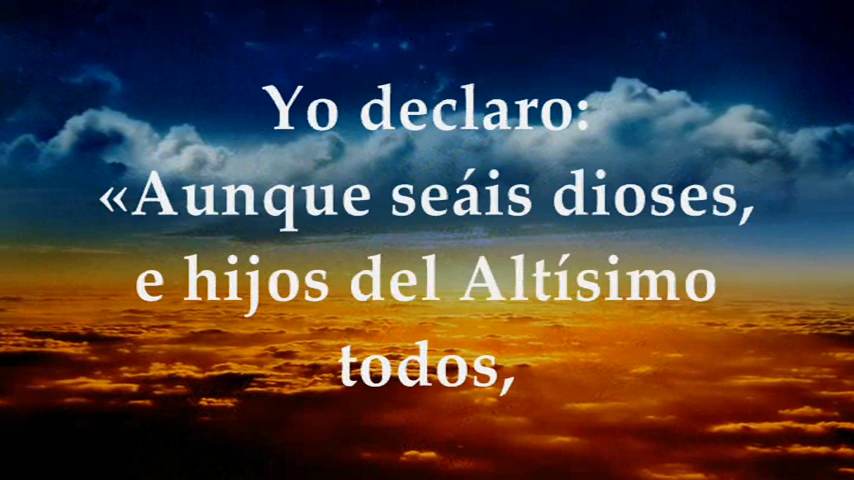 Yo declaro:
«Aunque seáis dioses,
e hijos del Altísimo
todos,